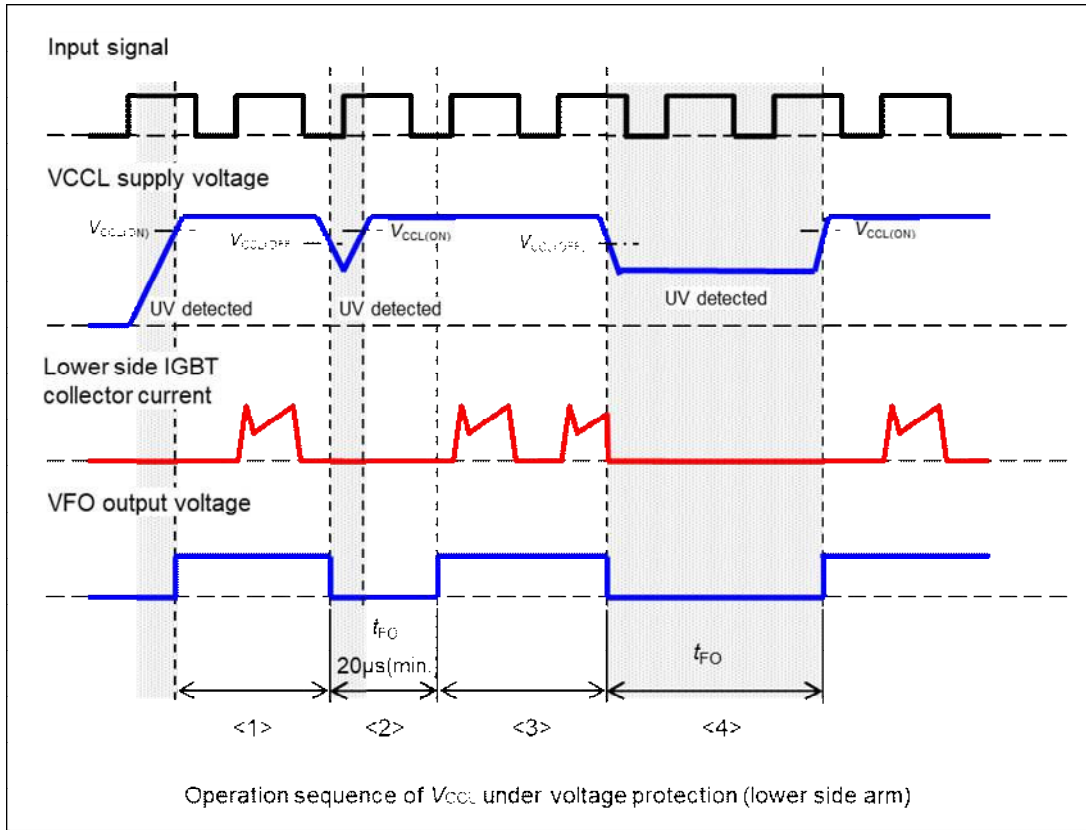 Input signal
VCCL supply voltage
VCCL(ON)
VCCL(OFF)
VCCL(ON)
VCCL(OFF)
VCCL(ON)
UV detected
UV detected
UV detected
Lower side IGBT
collector current
VFO output voltage
tFO
20µs(min.
tFO
<1>
<2>
<3>
<4>
Operation sequence of VCCL under voltage protection (lower side arm)